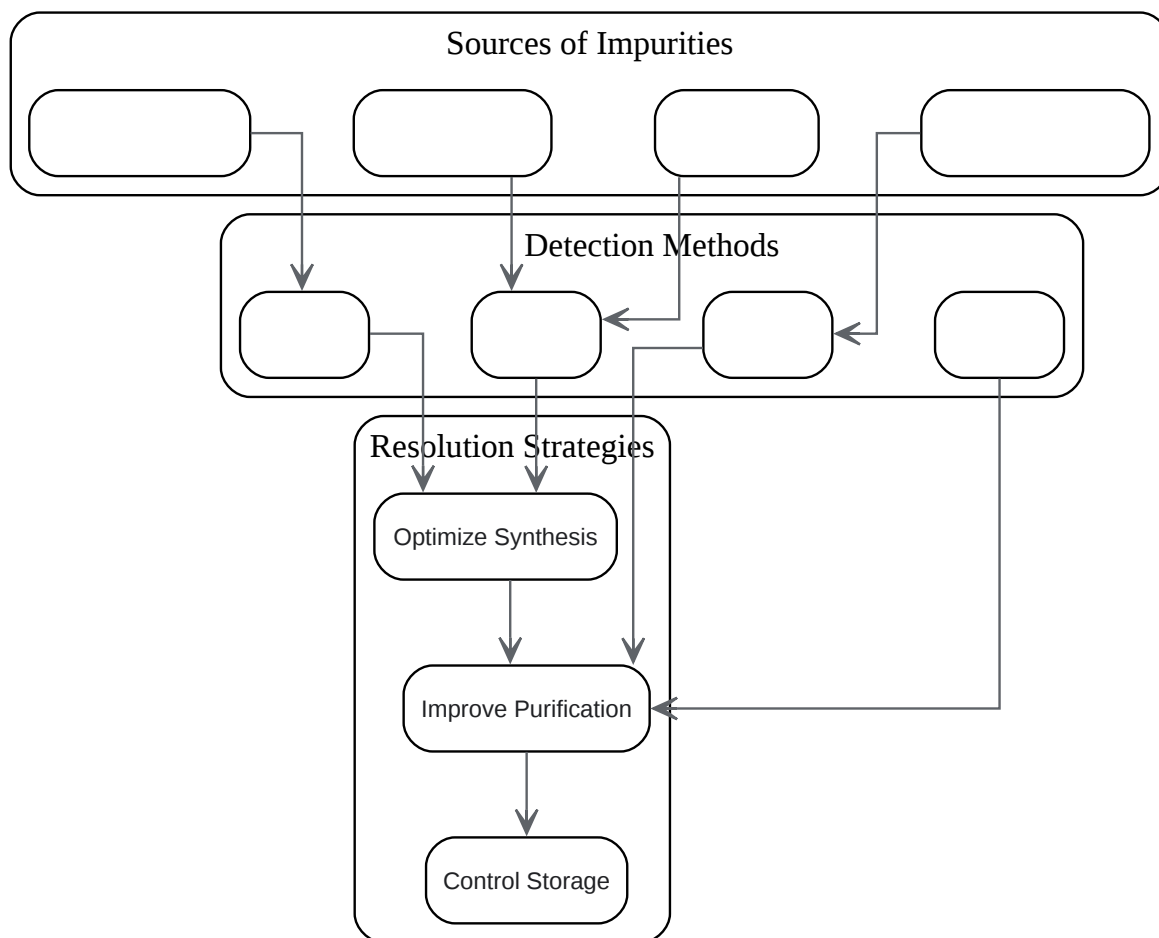 Sources of Impurities
Detection Methods
Resolution Strategies
Optimize Synthesis
Improve Purification
Control Storage